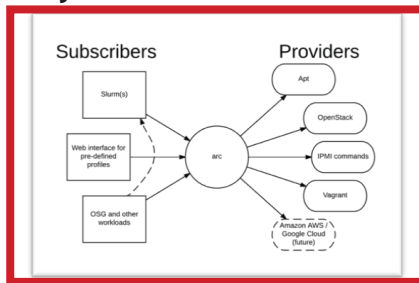 Subscribers
Providers
Slurm(s)
Web interface for
pre-defined
profiles
OSG and other
workloads
arc
Apt
OpenStack
IPMI commands
Vagrant
Amazon AWS /
Google Cloud
(future)